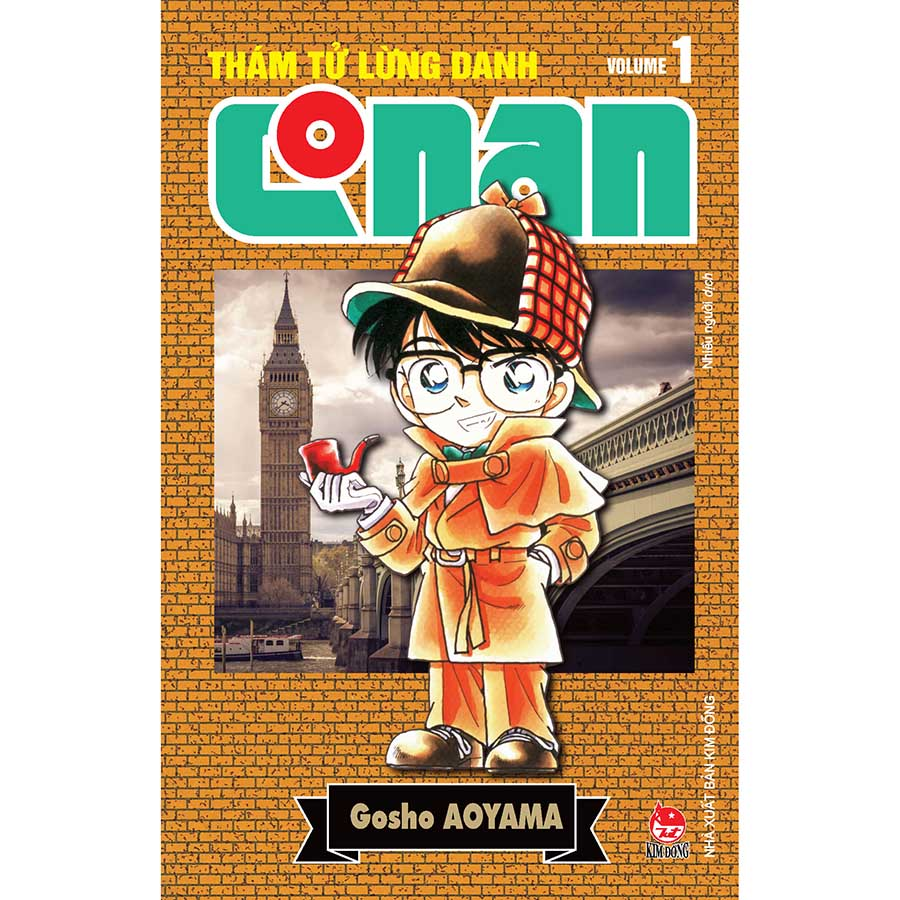 THÁM TỬ LỪNG DANH
VOLUME 1
CONAN
Nhiều người dịch
NHÀ XUẤT BẢN KIM ĐỒNG
Gosho AOYAMA
KIM ĐỒNG